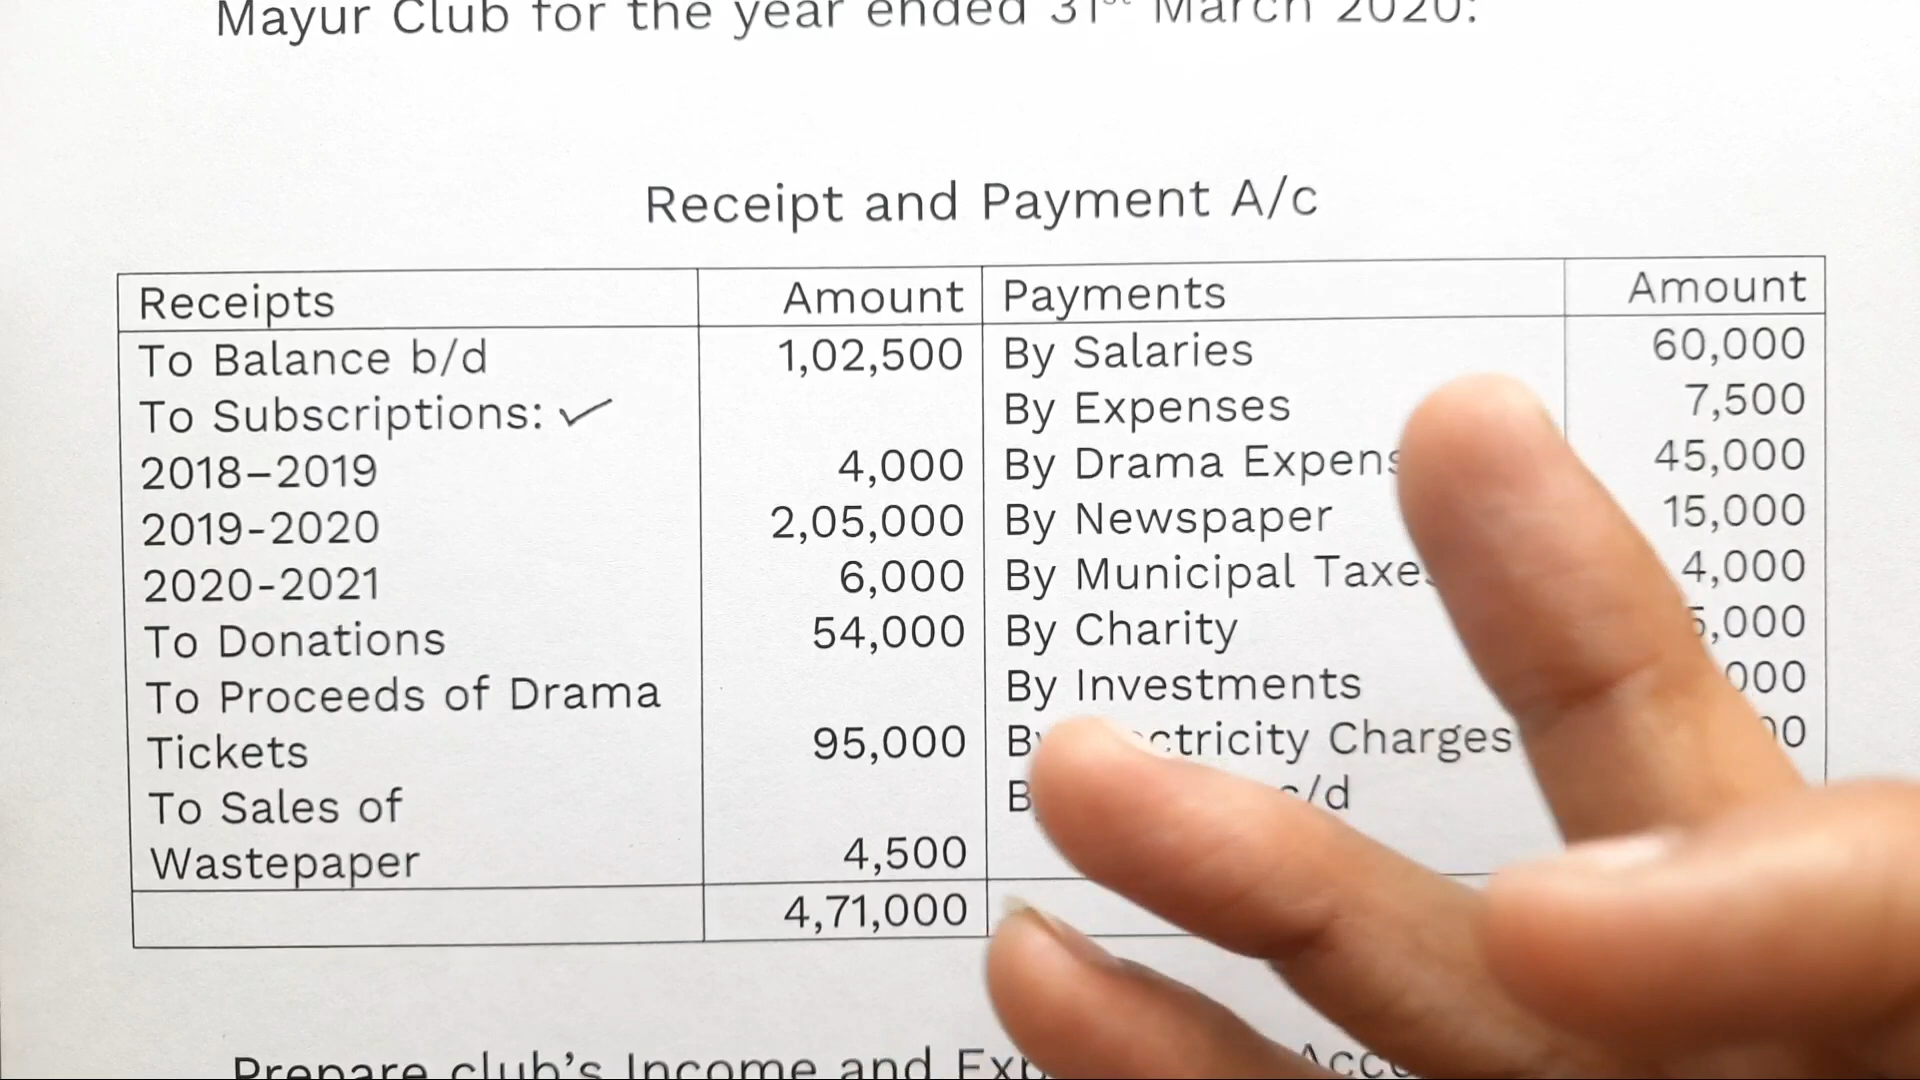 Mayur Club for the year ended 31st March 2020:
Receipt and Payment A/c
Receipts Amount Payments Amount
To Balance b/d 1,02,500 By Salaries 60,000
To Subscriptions: By Expenses 7,500
2018–2019 4,000 By Drama 45,000
2019-2020 2,05,000 By Newspaper 15,000
2020-2021 6,000 By Municipal 4,000
To Donations 54,000 By Charity
To Proceeds of Drama By Investments
Tickets 95,000 Charges
To Sales of
Wastepaper 4,500
4,71,000
Prepare club's Income and